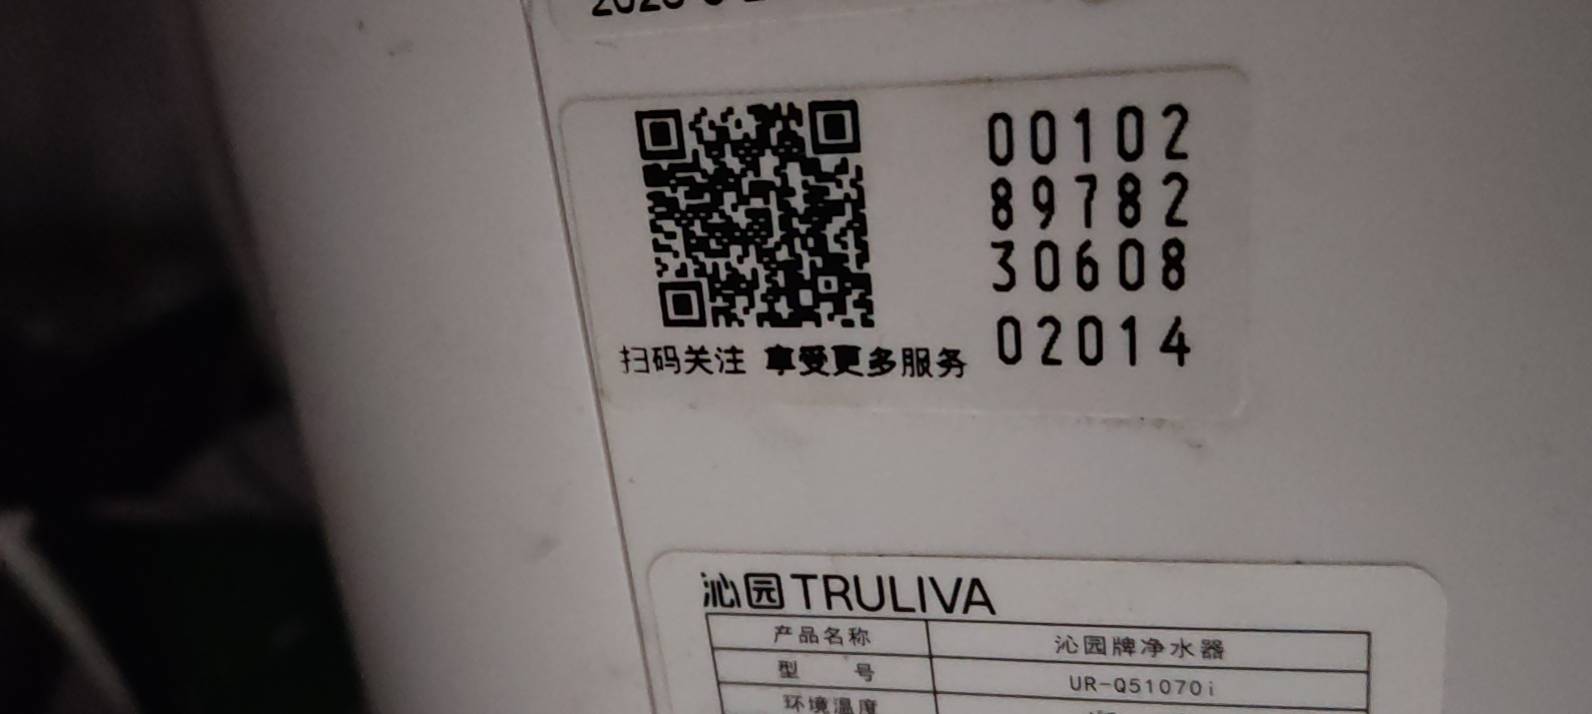 00102
89782
30608
02014
扫码关注 享受更多服务
沁园TRULIVA
产品名称 沁园牌净水器
型 号 UR-Q51070i
环境温度